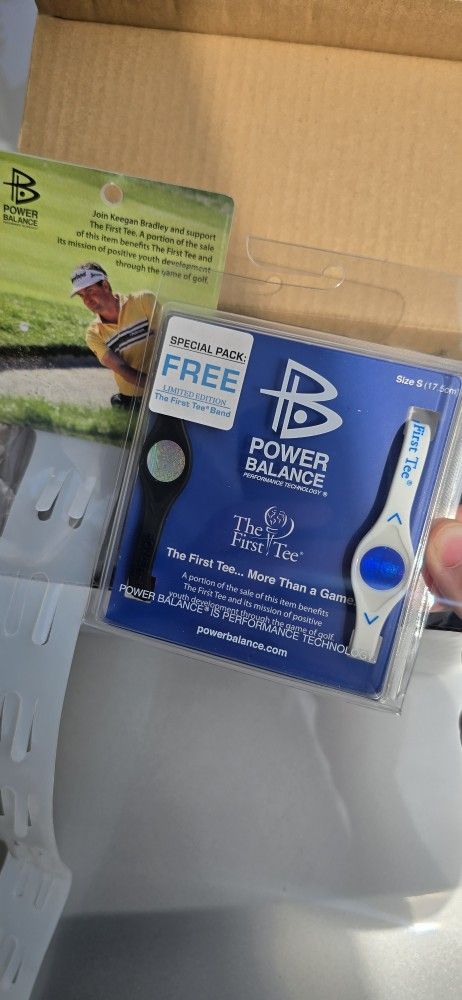 POWER
BALANCE
Join Keegan Bradley and support
The First Tee. A portion of the sale
of this item benefits The First Tee and
its mission of positive youth development
through the game of golf.
SPECIAL PACK:
FREE
LIMITED EDITION
The First Tee® Band
Size S (17.5cm)
POWER
BALANCE
PERFORMANCE TECHNOLOGY®
The
First Tee®
First Tee®
The First Tee... More Than a Game
A portion of the sale of this item benefits
The First Tee and its mission of positive
youth development through the game of golf.
POWER BALANCE® IS PERFORMANCE TECHNOLOG
powerbalance.com